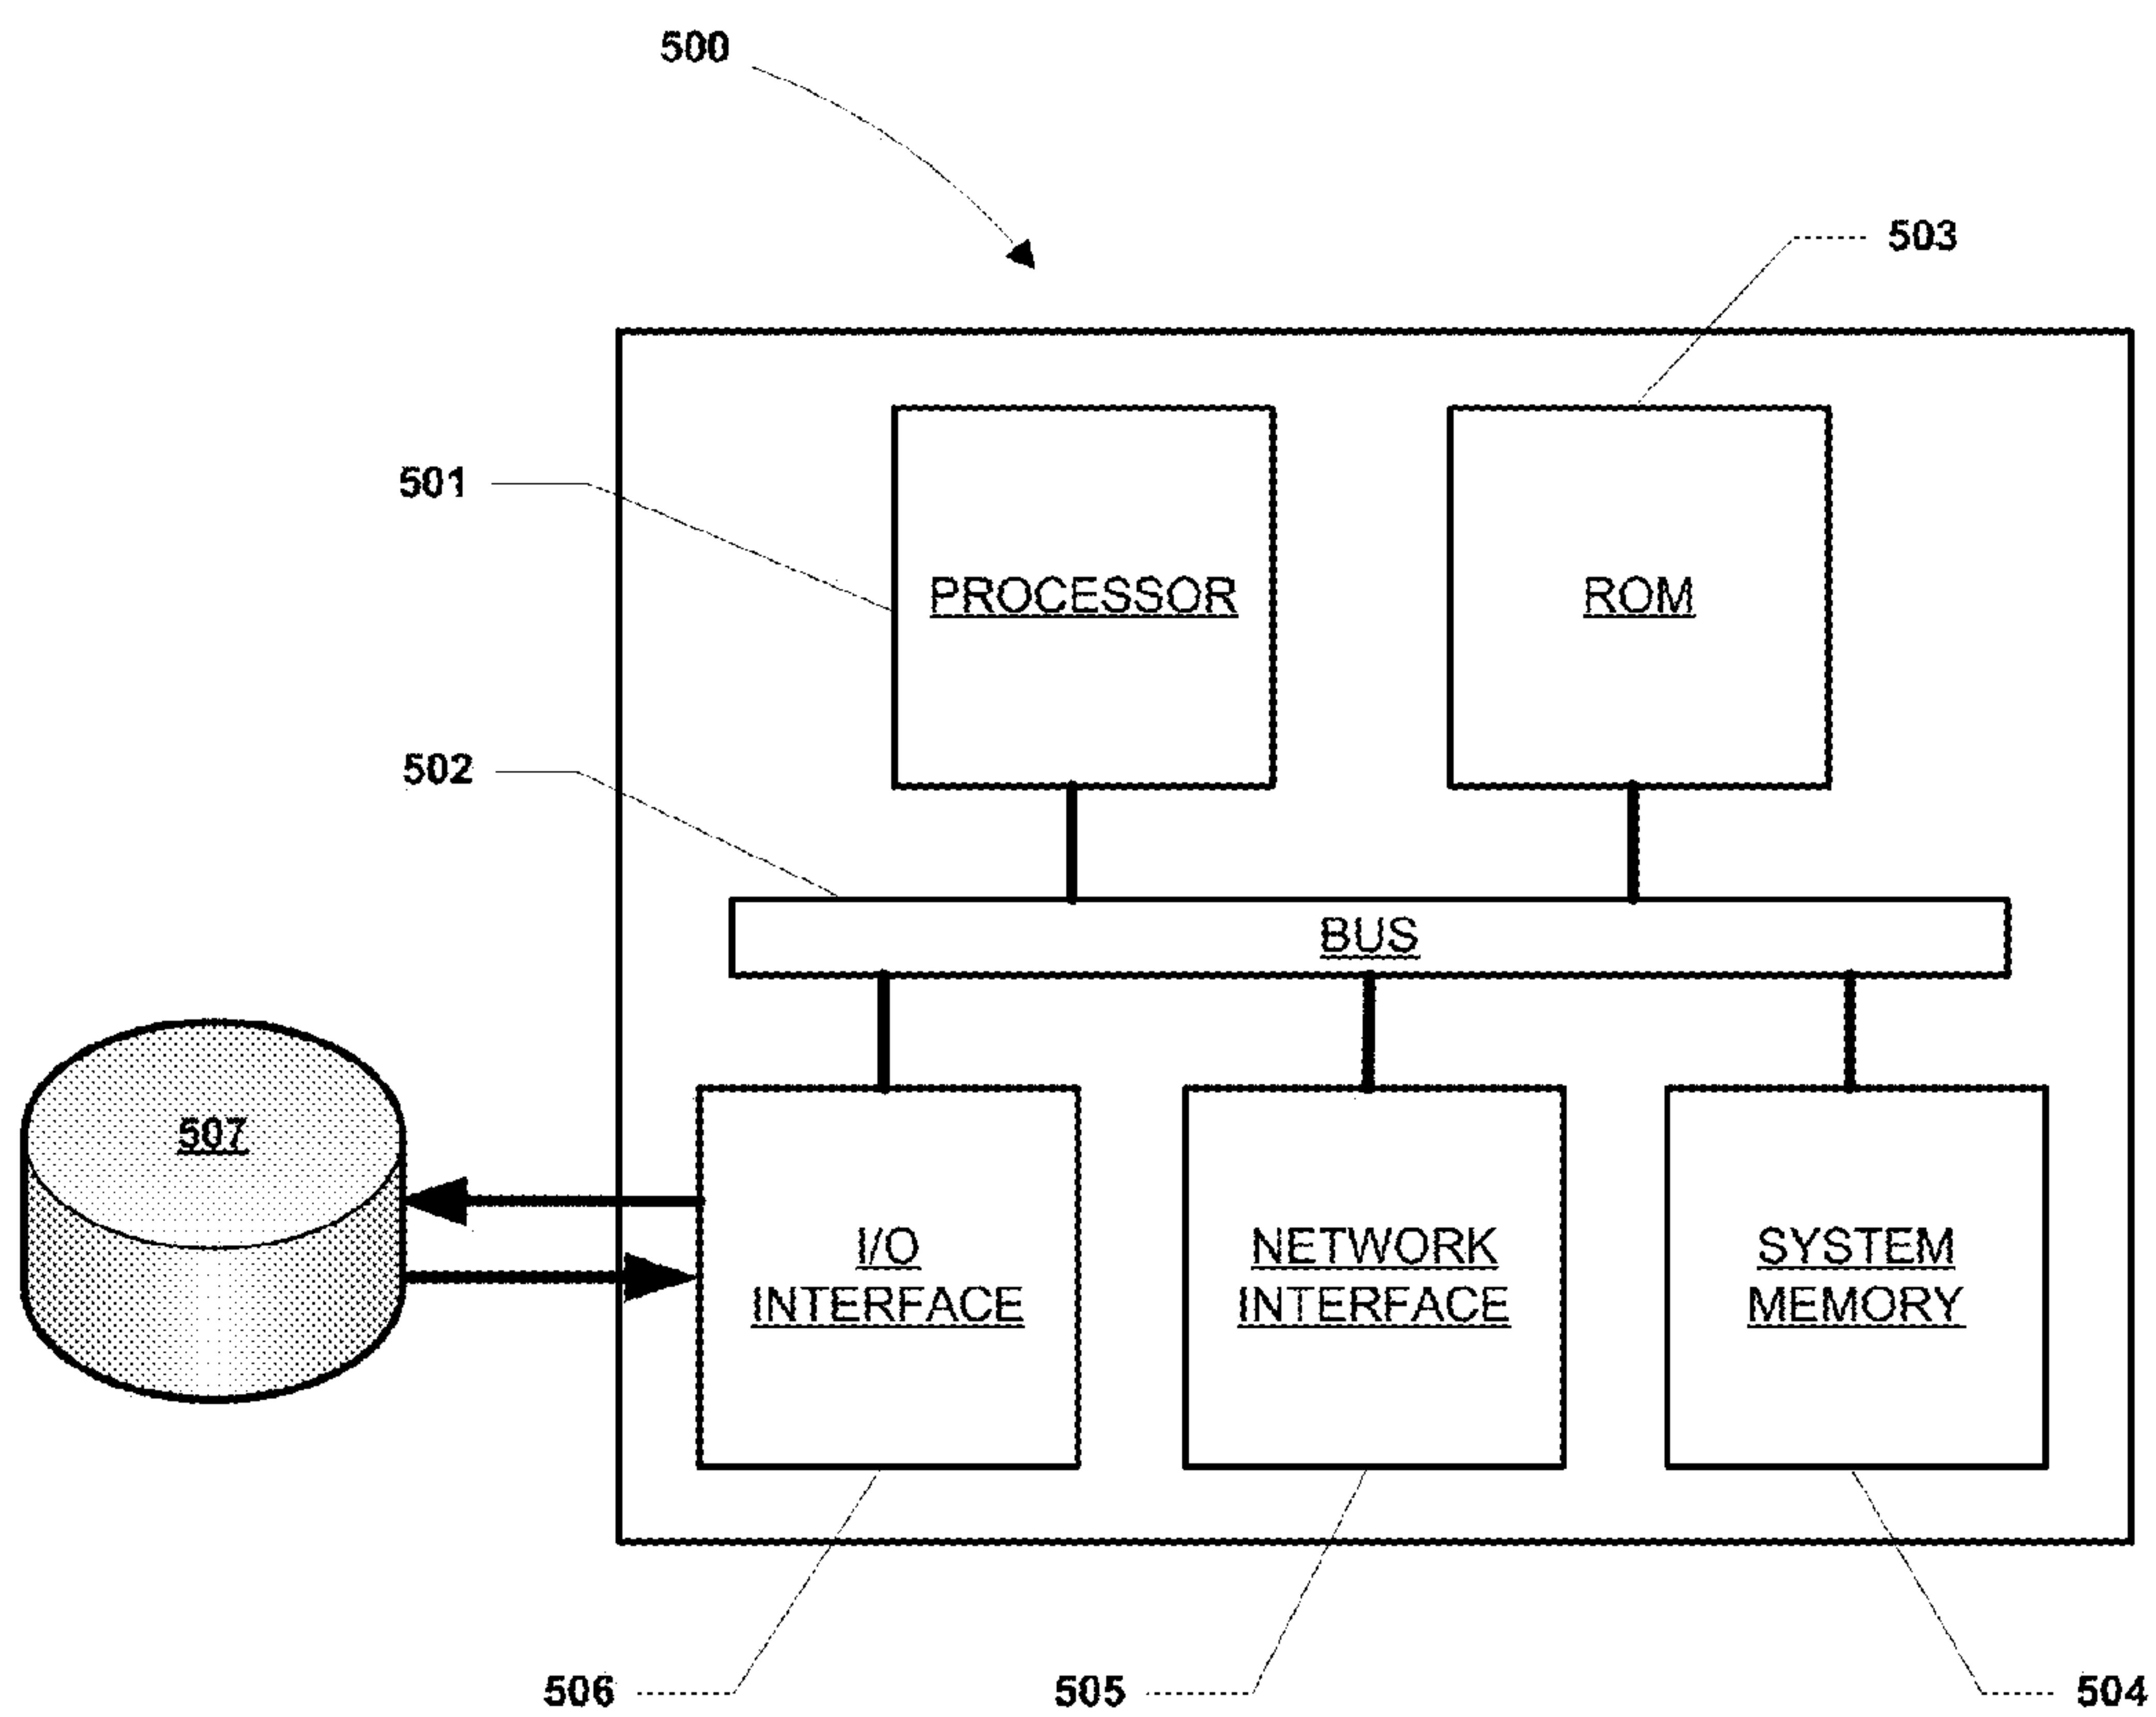 500
503
501
PROCESSOR
ROM
502
BUS
507
I/O
INTERFACE
NETWORK
INTERFACE
SYSTEM
MEMORY
506
505
504